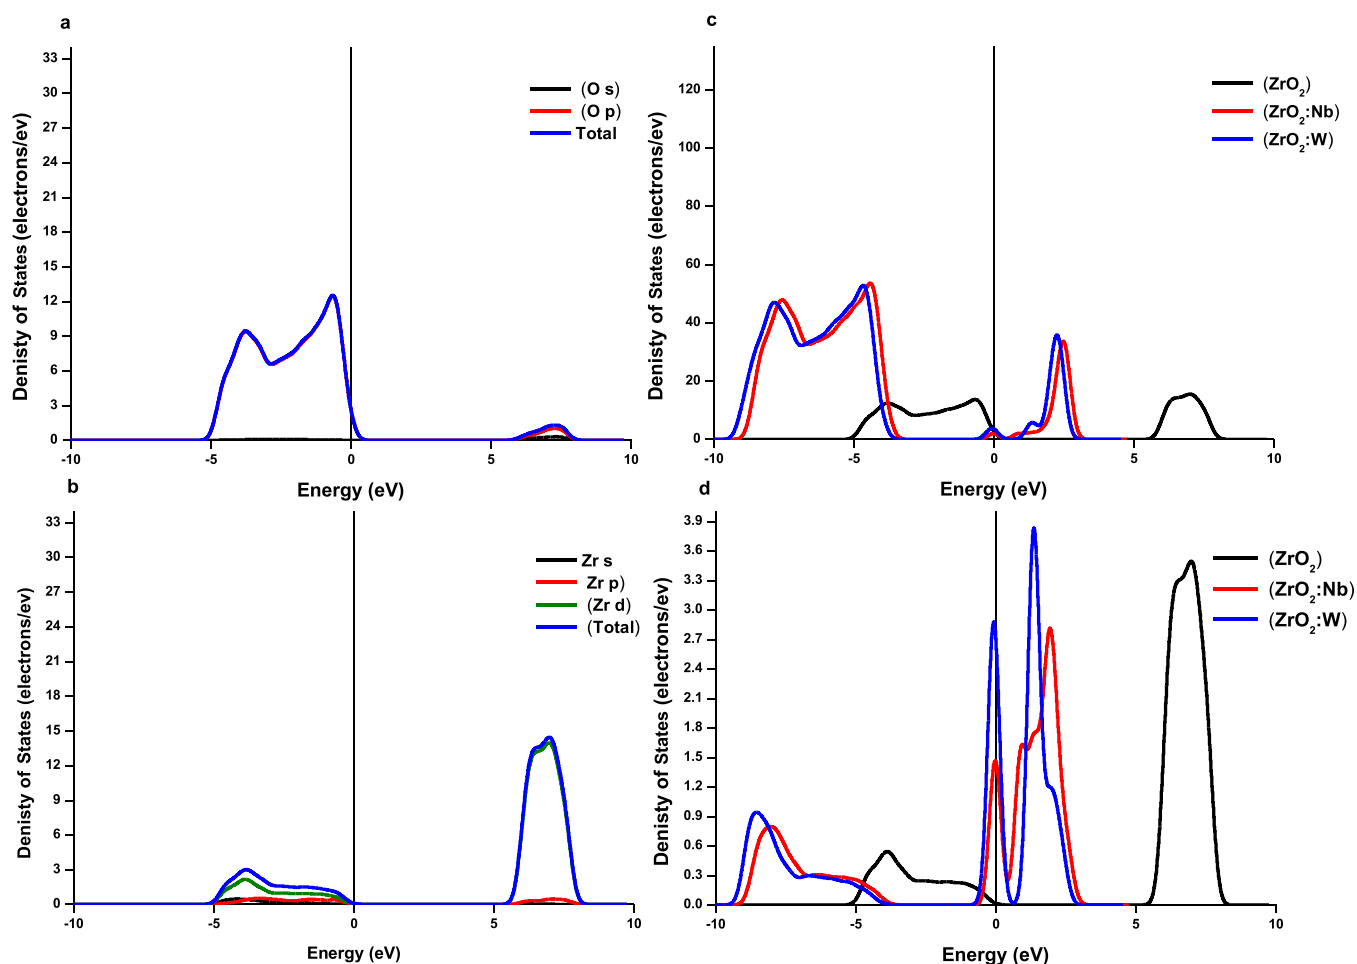 a
33
30
27
24
21
18
15
12
9
6
3
0
-10
-5
0
5
10
Denisty of States (electrons/ev)
Energy (eV)
(O s)
(O p)
Total
c
120
100
80
60
40
20
0
-10
-5
0
5
10
Denisty of States (electrons/ev)
Energy (eV)
(ZrO2)
(ZrO2:Nb)
(ZrO2:W)
b
33
30
27
24
21
18
15
12
9
6
3
0
-10
-5
0
5
10
Denisty of States (electrons/ev)
Energy (eV)
Zr s
Zr p)
(Zr d)
(Total)
d
3.9
3.6
3.3
3.0
2.7
2.4
2.1
1.8
1.5
1.2
0.9
0.6
0.3
0.0
-10
-5
0
5
10
Denisty of States (electrons/ev)
Energy (eV)
(ZrO2)
(ZrO2:Nb)
(ZrO2:W)